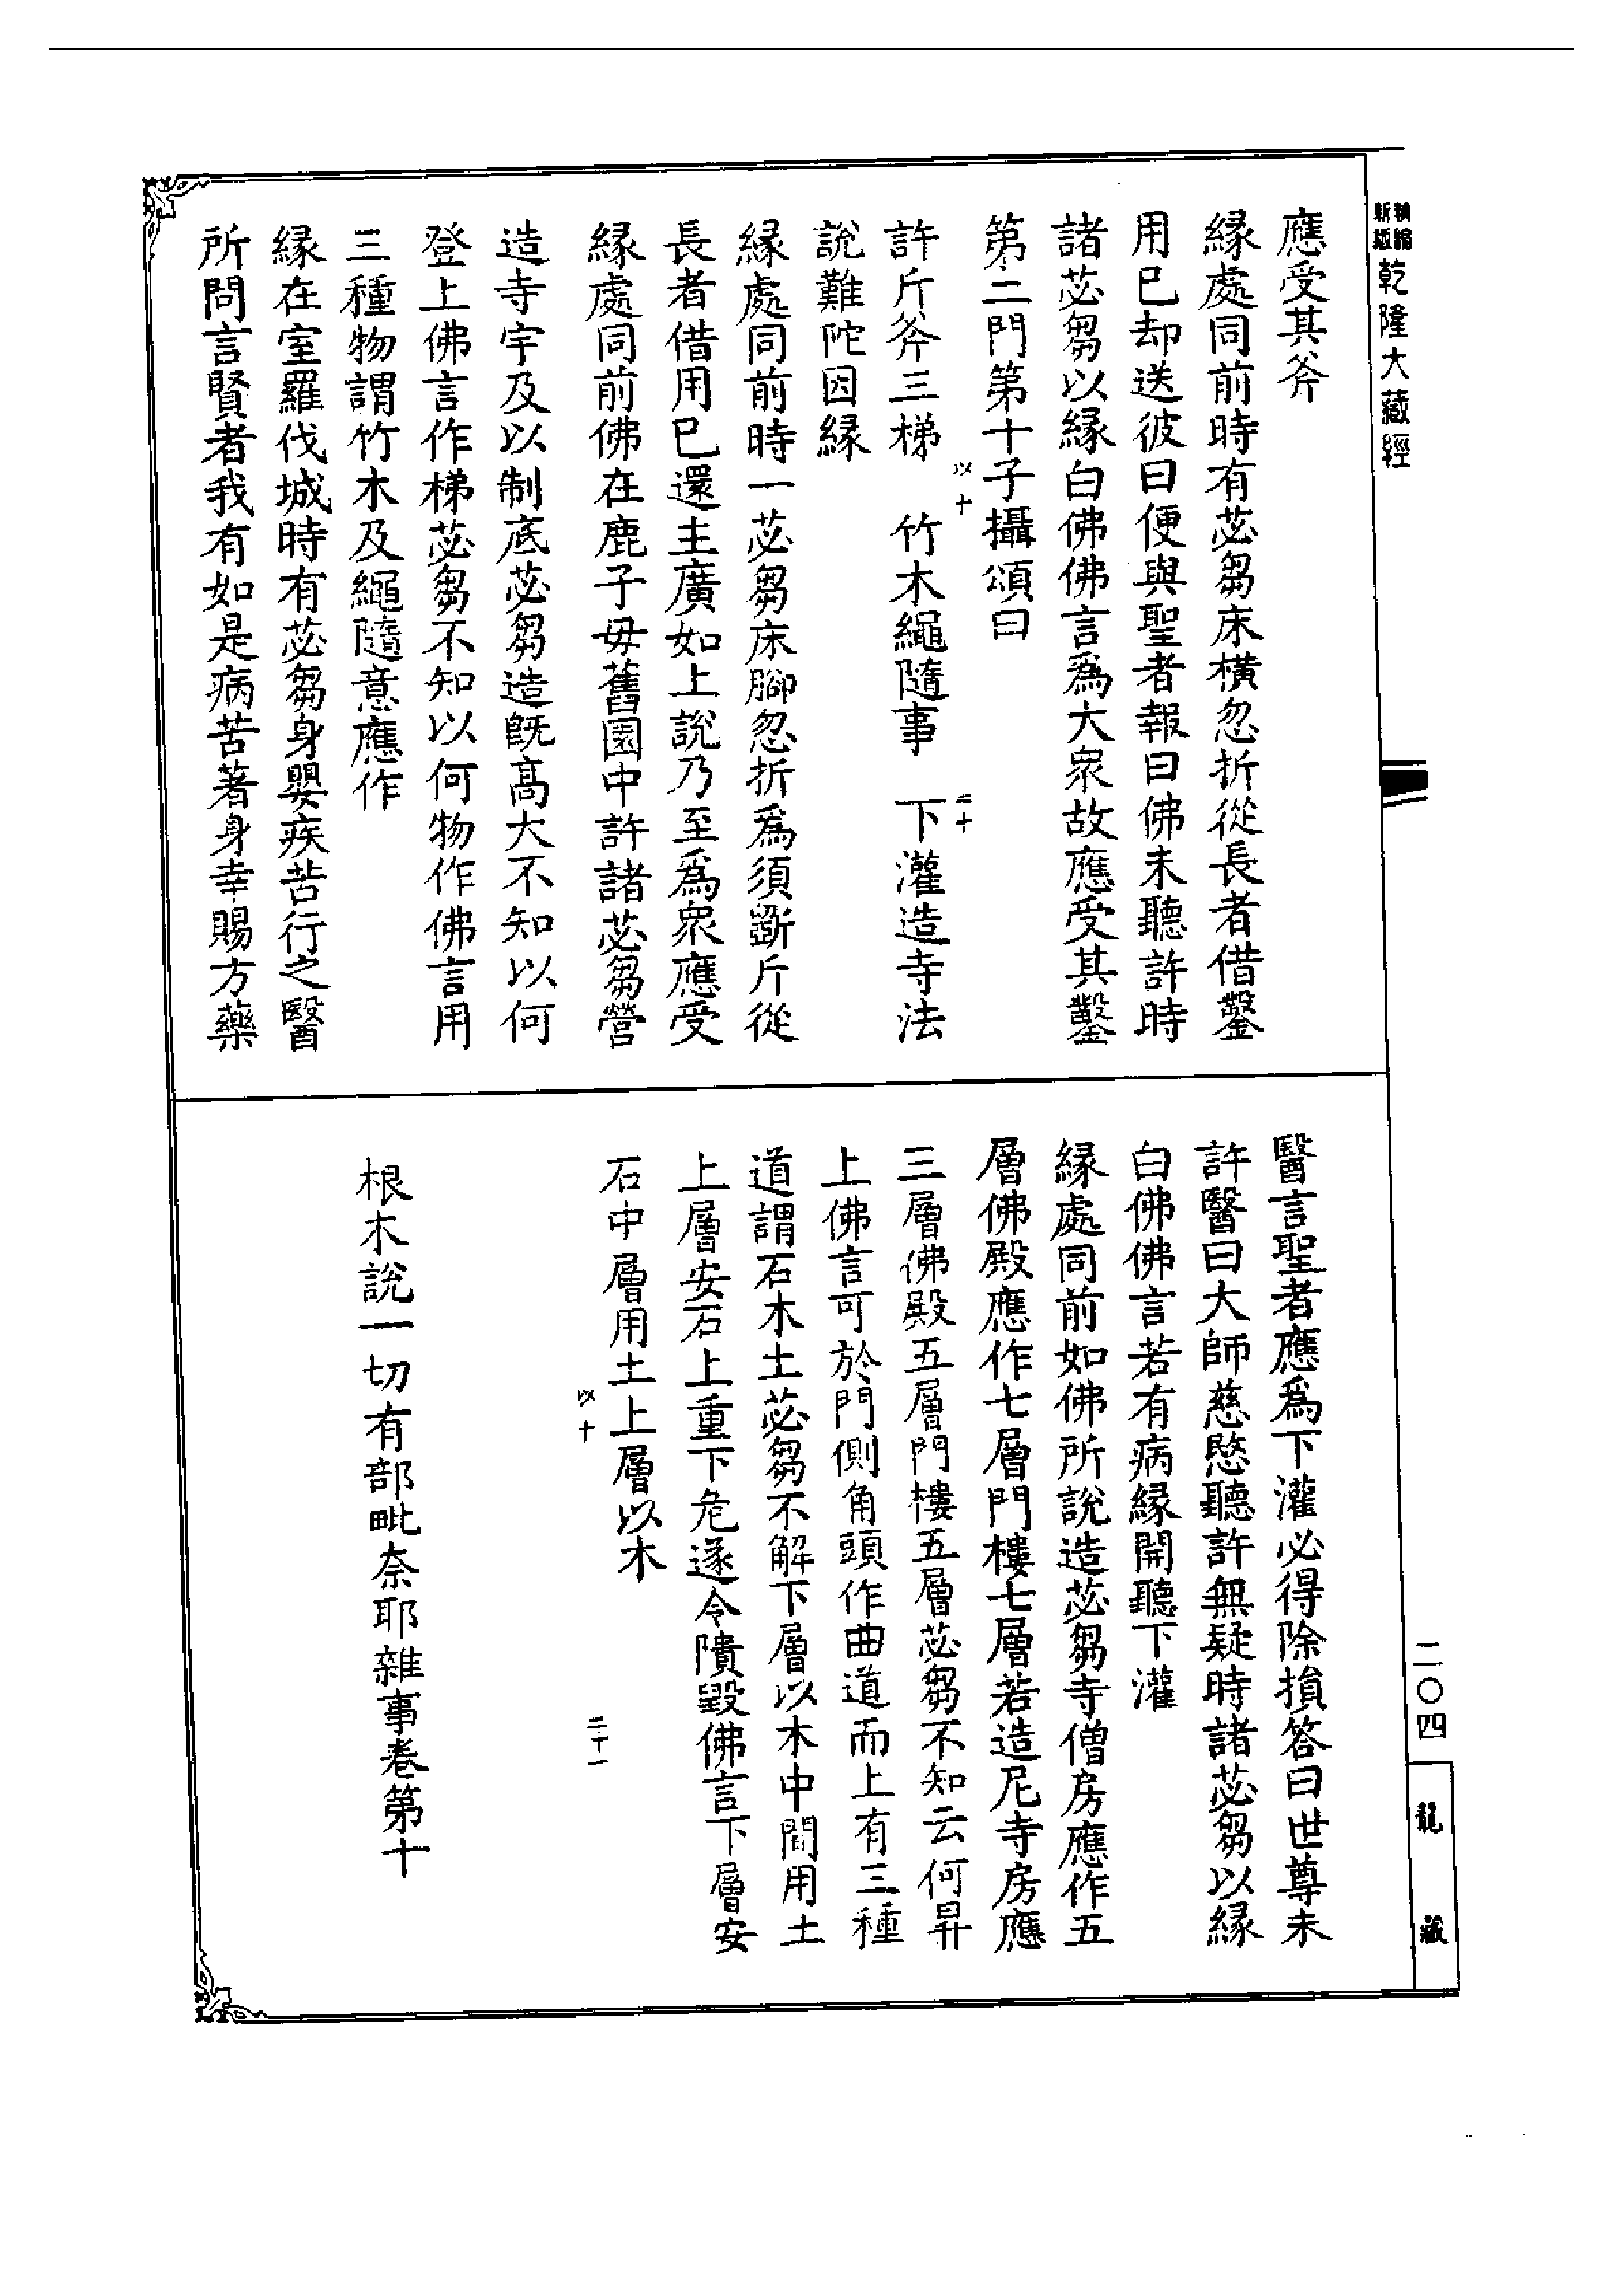 新編縮版乾隆大藏經
應受其斧
緣處同前時有苾芻床橫忽折從長者借鑿
用已却送彼曰便與聖者報曰佛未聽許時
諸苾芻以緣白佛佛言爲大衆故應受其鑿
第二門第十子攝頌曰
以十
二十
許斤斧三梯 竹木繩隨事 下灌造寺法
說難陀因緣
緣處同前時一苾芻床腳忽折爲須斲斤從
長者借用已還主廣如上說乃至爲衆應受
緣處同前佛在鹿子母舊園中許諸苾芻營
造寺宇及以制底苾芻造旣高大不知以何
登上佛言作梯苾芻不知以何物作佛言用
三種物謂竹木及繩隨意應作
緣在室羅伐城時有苾芻身嬰疾苦行之醫
所問言賢者我有如是病苦著身幸賜方藥
醫言聖者應爲下灌必得除損答曰世尊未
許醫曰大師慈愍聽許無疑時諸苾芻以緣
白佛佛言若有病緣開聽下灌
緣處同前如佛所說造苾芻寺僧房應作五
層佛殿應作七層門樓七層若造尼寺房應
三層佛殿五層門樓五層苾芻不知云何昇
上佛言可於門側角頭作曲道而上有三種
道謂石木土苾芻不解下層以木中間用土
上層安石上重下危遂令隤毀佛言下層安
石中層用土上層以木
以十
二十一
根本說一切有部毗奈耶雜事卷第十
二〇四
龍藏